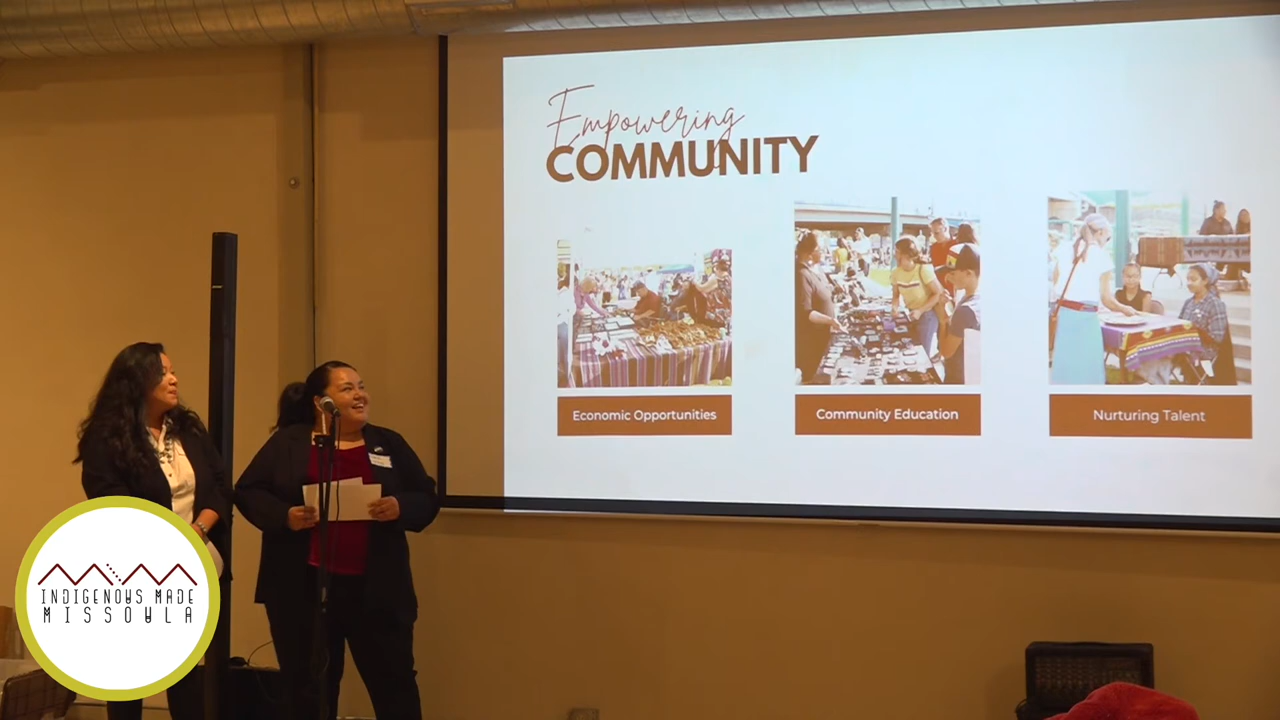 Empowering
COMMUNITY
Economic Opportunities
Community Education
Nurturing Talent
INDIGENOUS MADE
MISSOULA